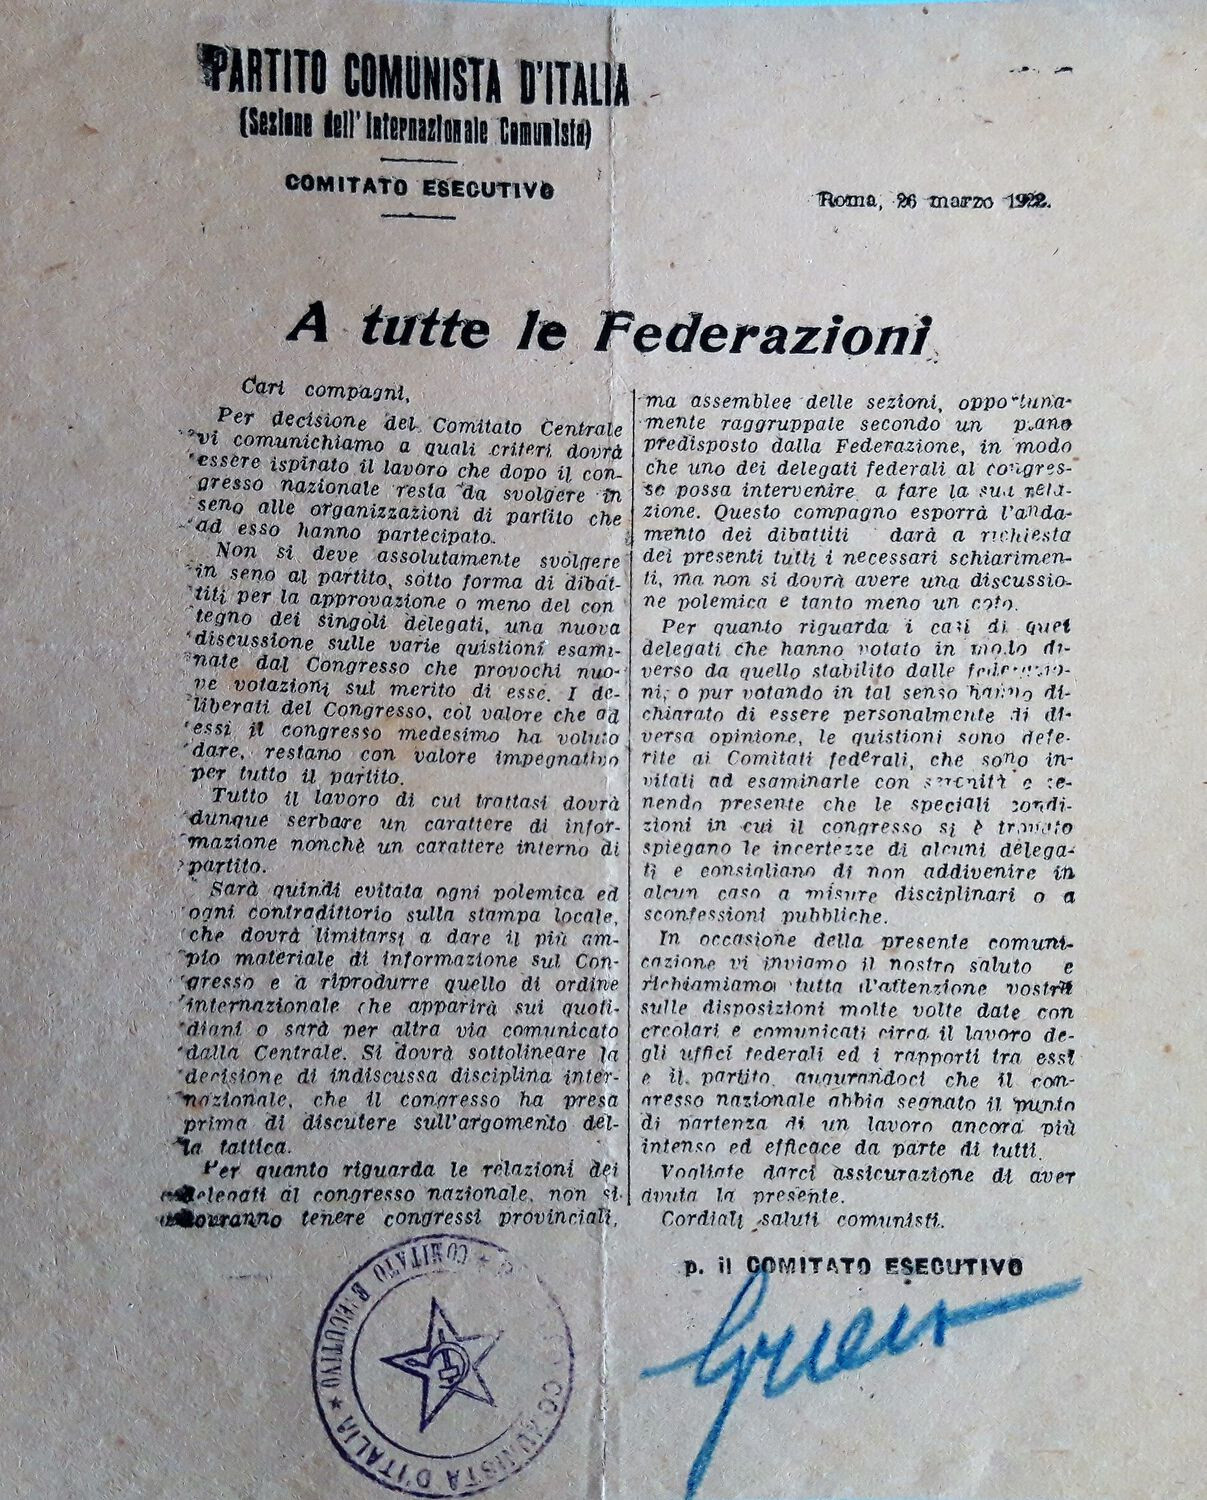 PARTITO COMUNISTA D'ITALIA
(Sezione dell'Internazionale Comunista)
COMITATO ESECUTIVO
Roma, 26 marzo 1922.
A tutte le Federazioni
Cari compagni,
Per decisione del Comitato Centrale
vi comunichiamo a quali criteri dovrà
essere ispirato il lavoro che dopo il con-
gresso nazionale resta da svolgere in
seno alle organizzazioni di partito che
ad esso hanno partecipato.
Non si deve assolutamente svolgere
in seno al partito, sotto forma di dibat-
titi per la approvazione o meno del con
tegno dei singoli delegati, una nuova
discussione sulle varie quistioni esami-
nate dal Congresso che provochi nuo-
ve votazioni sul merito di esse. I de-
liberati del Congresso, col valore che ad
essi il congresso medesimo ha voluto
dare, restano con valore impegnativo
per tutto il partito.
Tutto il lavoro di cui trattasi dovrà
dunque serbare un carattere di infor-
mazione nonchè un carattere interno di
partito.
Sarà quindi evitata ogni polemica ed
ogni contradittorio sulla stampa locale,
che dovrà limitarsi a dare il più am-
pio materiale di informazione sul Con-
gresso e a riprodurre quello di ordine
internazionale che apparirà sui quoti-
diani o sarà per altra via comunicato
dalla Centrale. Si dovrà sottolineare la
decisione di indiscussa disciplina inter-
nazionale, che il congresso ha presa
prima di discutere sull'argomento del-
la tattica.
Per quanto riguarda le relazioni dei
delegati al congresso nazionale, non si
dovranno tenere congressi provinciali,
ma assemblee delle sezioni, opportuna-
mente raggruppate secondo un piano
predisposto dalla Federazione, in modo
che uno dei delegati federali al congres-
so possa intervenire a fare la sua rela-
zione. Questo compagno esporrà l'anda-
mento dei dibattiti darà a richiesta
dei presenti tutti i necessari schiarimen-
ti, ma non si dovrà avere una discussio-
ne polemica e tanto meno un voto.
Per quanto riguarda i casi di quei
delegati che hanno votato in modo di-
verso da quello stabilito dalle federazio-
ni, o pur votando in tal senso hanno di-
chiarato di essere personalmente di di-
versa opinione, le quistioni sono defe-
rite ai Comitati federali, che sono in-
vitati ad esaminarle con serenità e te-
nendo presente che le speciali condi-
zioni in cui il congresso si è trovato
spiegano le incertezze di alcuni delega-
ti e consigliano di non addivenire in
alcun caso a misure disciplinari o a
sconfessioni pubbliche.
In occasione della presente comuni-
cazione vi inviamo il nostro saluto e
richiamiamo tutta l'attenzione vostra
sulle disposizioni molte volte date con
crcolari e comunicati circa il lavoro de-
gli uffici federali ed i rapporti tra essi
e il partito, augurandoci che il con-
gresso nazionale abbia segnato il punto
di partenza di un lavoro ancora più
intenso ed efficace da parte di tutti.
Vogliate darci assicurazione di aver
avuta la presente.
Cordiali saluti comunisti.
p. il COMITATO ESECUTIVO
COMITATO ESECUTIVO
COMUNISTA D'ITALIA